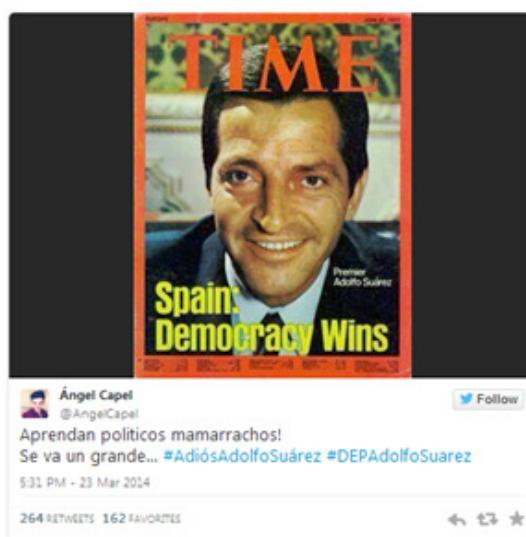 TIME
Premier
Adolfo Suárez
Spain:
Democracy Wins
Ángel Capel
@AngelCapel
Follow
Aprendan politicos mamarrachos!
Se va un grande... #AdiósAdolfoSuárez #DEPAdolfoSuarez
5:31 PM - 23 Mar 2014
264 RETWEETS 162 FAVORITES